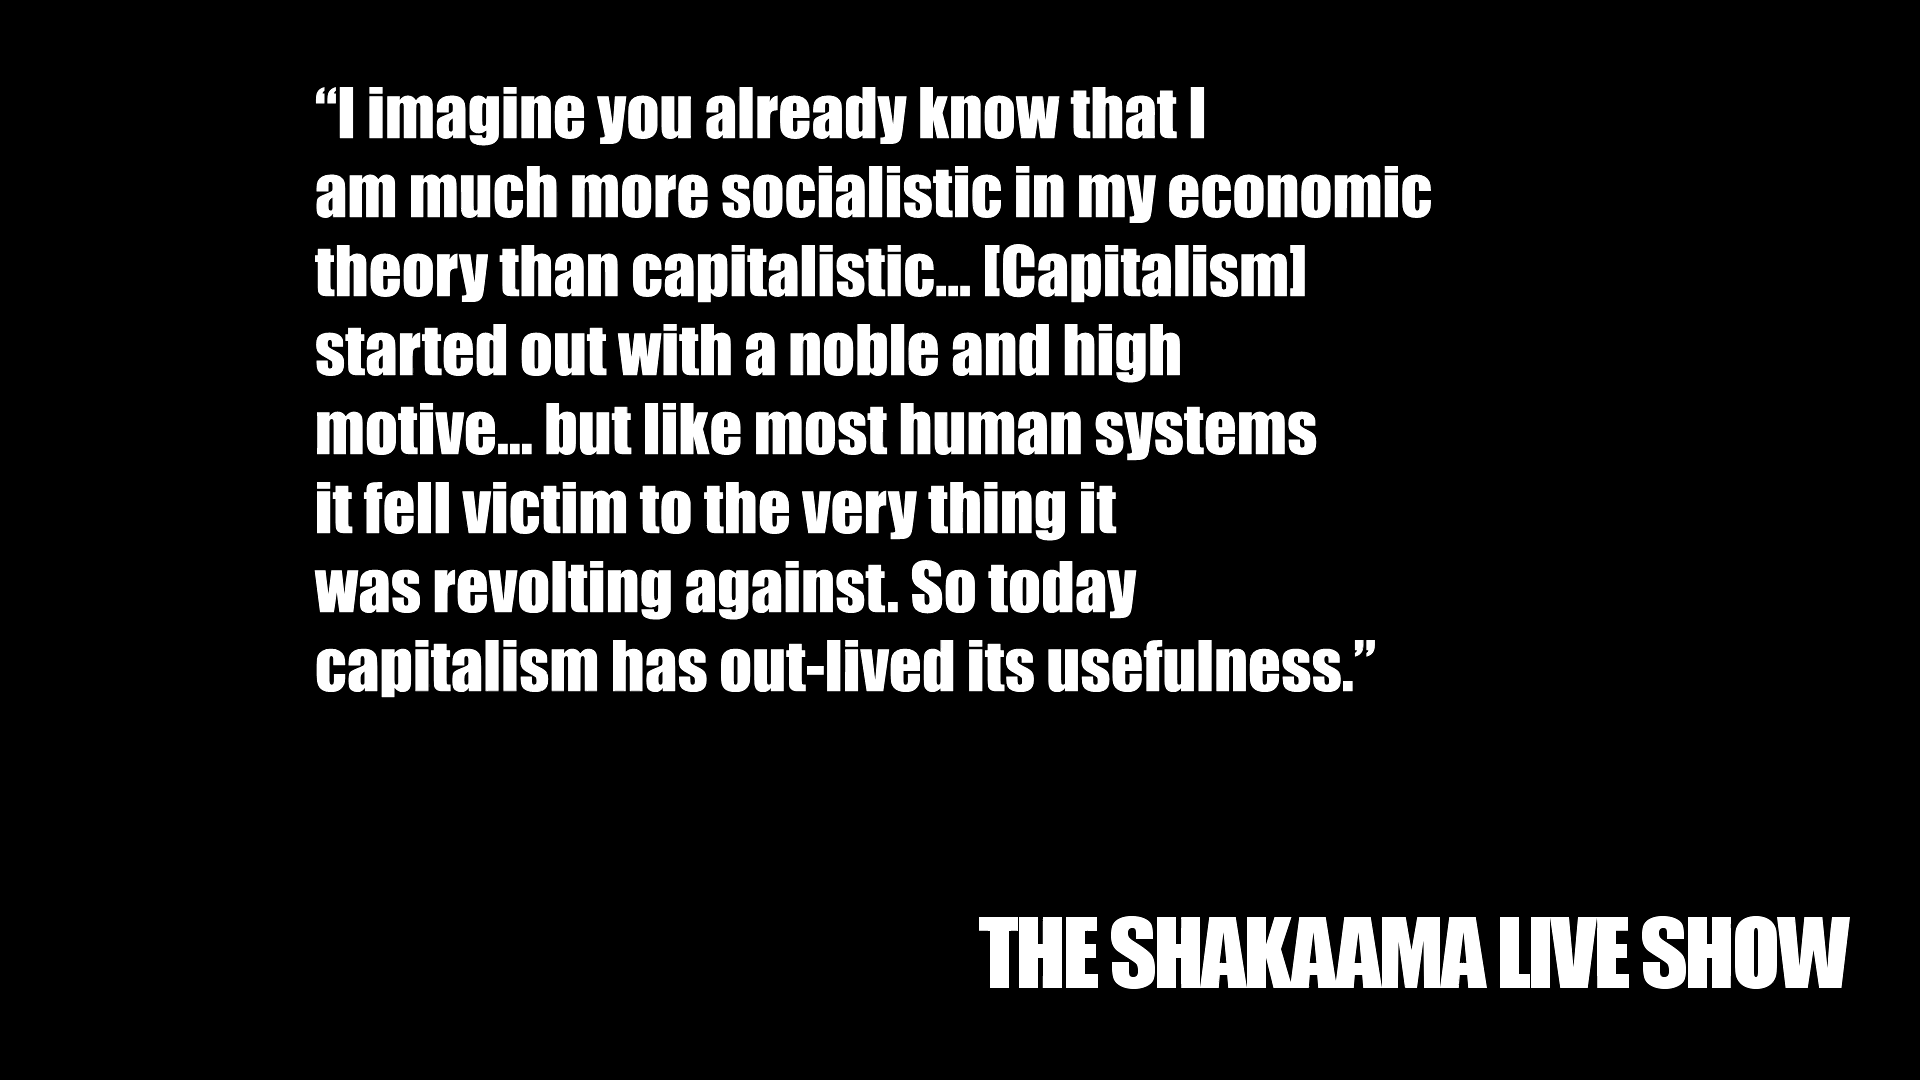 “I imagine you already know that I
am much more socialistic in my economic
theory than capitalistic... [Capitalism]
started out with a noble and high
motive... but like most human systems
it fell victim to the very thing it
was revolting against. So today
capitalism has out-lived its usefulness.”
THE SHAKAAMA LIVE SHOW